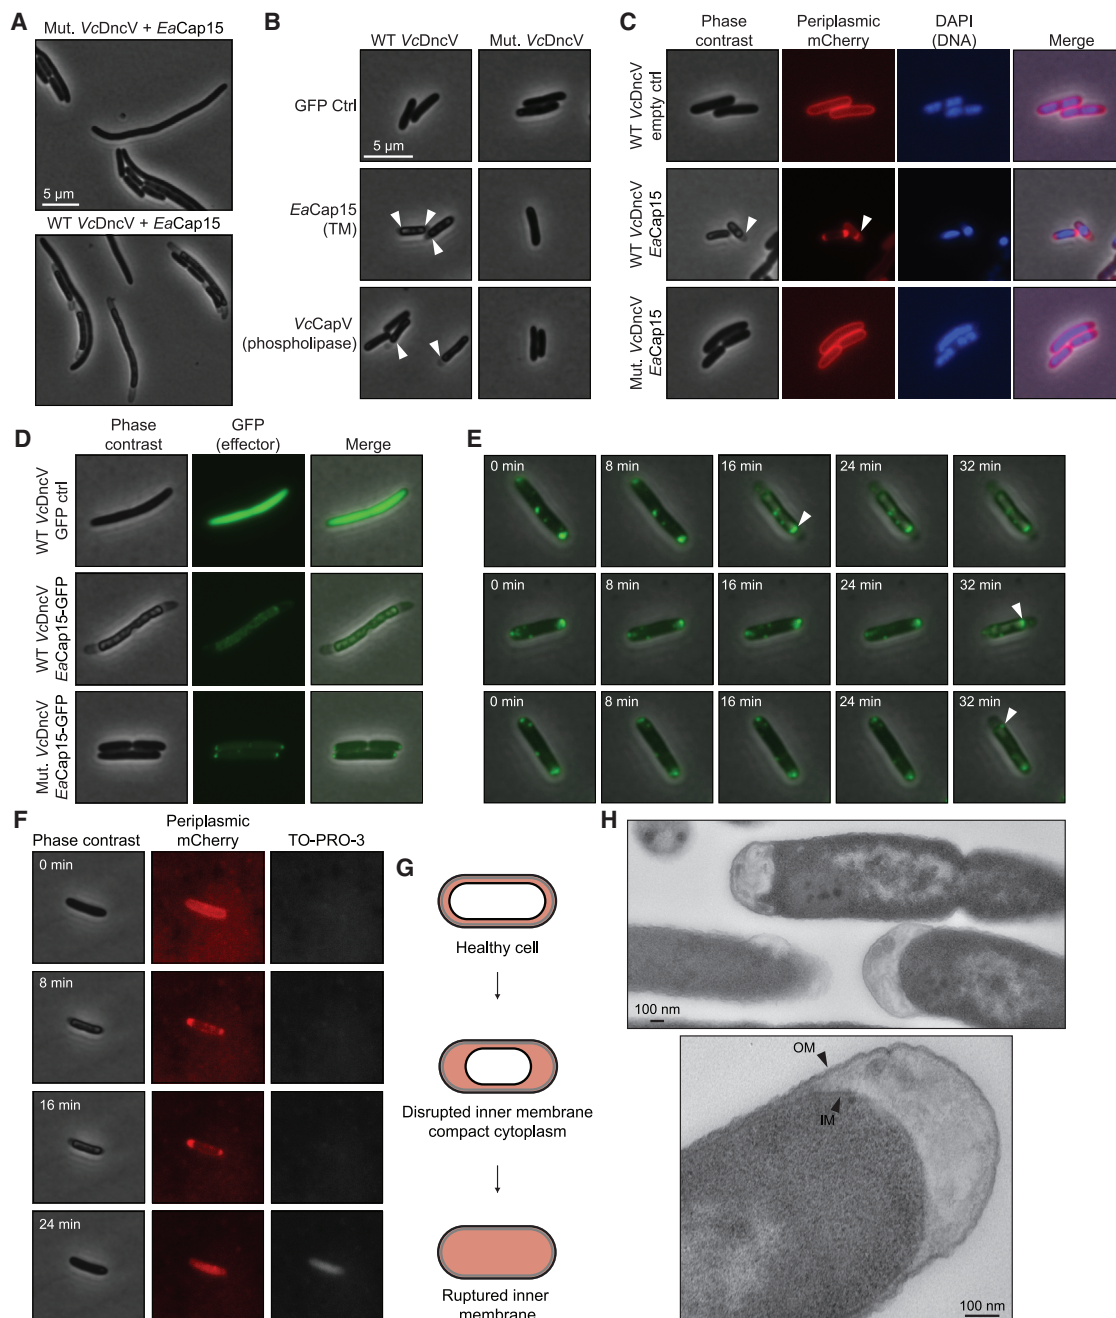 A
Mut. VcDncV + EaCap15
5 µm
WT VcDncV + EaCap15
B
WT VcDncV
Mut. VcDncV
GFP Ctrl
5 µm
EaCap15
(TM)
VcCapV
(phospholipase)
C
Phase
contrast
Periplasmic
mCherry
DAPI
(DNA)
Merge
WT VcDncV
empty ctrl
WT VcDncV
EaCap15
Mut. VcDncV
EaCap15
D
Phase
contrast
GFP
(effector)
Merge
WT VcDncV
GFP ctrl
WT VcDncV
EaCap15-GFP
Mut. VcDncV
EaCap15-GFP
E
0 min
8 min
16 min
24 min
32 min
0 min
8 min
16 min
24 min
32 min
0 min
8 min
16 min
24 min
32 min
F
Phase contrast
Periplasmic
mCherry
TO-PRO-3
0 min
8 min
16 min
24 min
G
Healthy cell
Disrupted inner membrane
compact cytoplasm
Ruptured inner
membrane
H
100 nm
OM
IM
100 nm